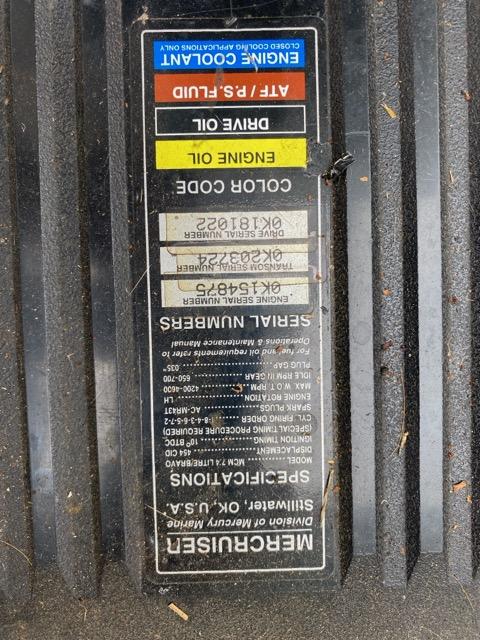 MERCRUISER
Division of Mercury Marine
Stillwater, OK. U.S.A.
SPECIFICATIONS
MODEL .......... MCM 7.4 LITRE/BRAVO
DISPLACEMENT .......... 454 CID
IGNITION TIMING .......... 10° BTDC
(SPECIAL TIMING PROCEDURE REQUIRED)
CYL. FIRING ORDER .... 1-8-4-3-6-5-7-2
SPARK PLUGS .......... AC-MR43T
ENGINE ROTATION .......... LH
MAX. W.O.T. RPM .......... 4200-4600
IDLE RPM IN GEAR .......... 650-700
PLUG GAP .......... .035"
For fuel and oil requirements refer to
Operations & Maintenance Manual
SERIAL NUMBERS
ENGINE SERIAL NUMBER
0K154875
TRANSOM SERIAL NUMBER
0K203724
DRIVE SERIAL NUMBER
0K181022
COLOR CODE
ENGINE OIL
DRIVE OIL
ATF / P.S. FLUID
ENGINE COOLANT
CLOSED COOLING APPLICATIONS ONLY